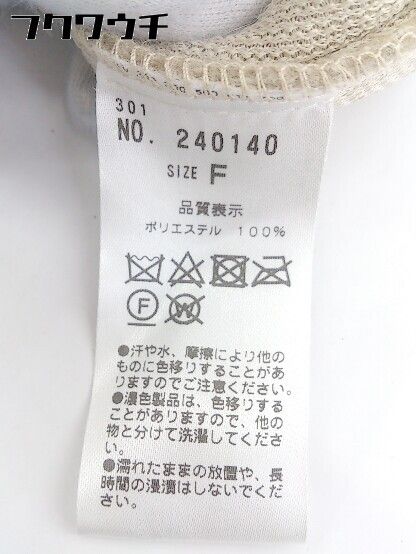 フクワウチ
301
NO. 240140
SIZE F
品質表示
ポリエステル 100%
F
W
●汗や水、摩擦により他の
ものに色移りすることがあ
りますのでご注意ください。
●濃色製品は、色移りする
ことがありますので、他の
物と分けて洗濯してくださ
い。
●濡れたままの放置や、長
時間の浸漬はしないでくだ
さい。